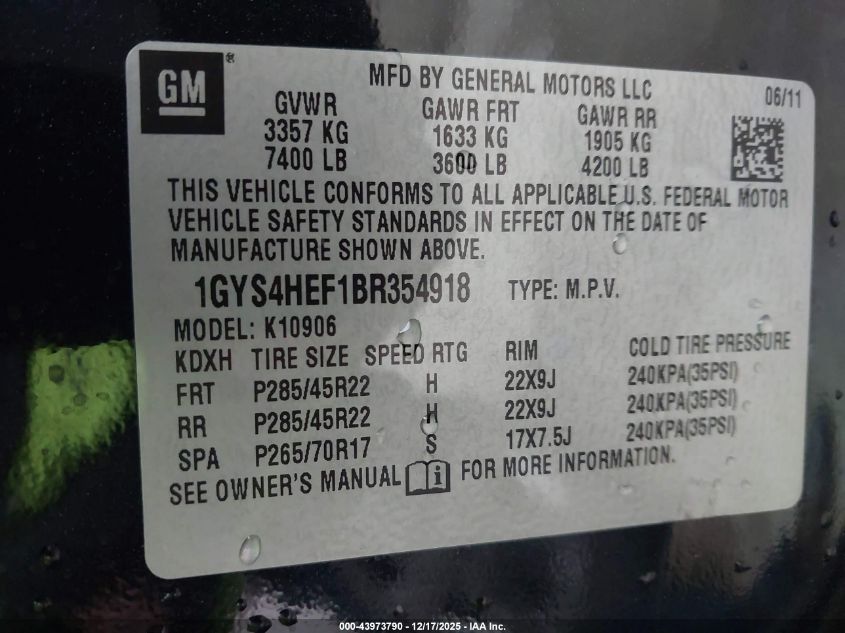 GM®
MFD BY GENERAL MOTORS LLC
06/11
GVWR GAWR FRT GAWR RR
3357 KG 1633 KG 1905 KG
7400 LB 3600 LB 4200 LB
THIS VEHICLE CONFORMS TO ALL APPLICABLE U.S. FEDERAL MOTOR
VEHICLE SAFETY STANDARDS IN EFFECT ON THE DATE OF
MANUFACTURE SHOWN ABOVE.
1GYS4HEF1BR354918 TYPE: M.P.V.
MODEL: K10906
KDXH TIRE SIZE SPEED RTG RIM COLD TIRE PRESSURE
FRT P285/45R22 H 22X9J 240KPA(35PSI)
RR P285/45R22 H 22X9J 240KPA(35PSI)
SPA P265/70R17 S 17X7.5J 240KPA(35PSI)
SEE OWNER'S MANUAL i FOR MORE INFORMATION.
000-43973790 — 12/17/2025 - IAA Inc.